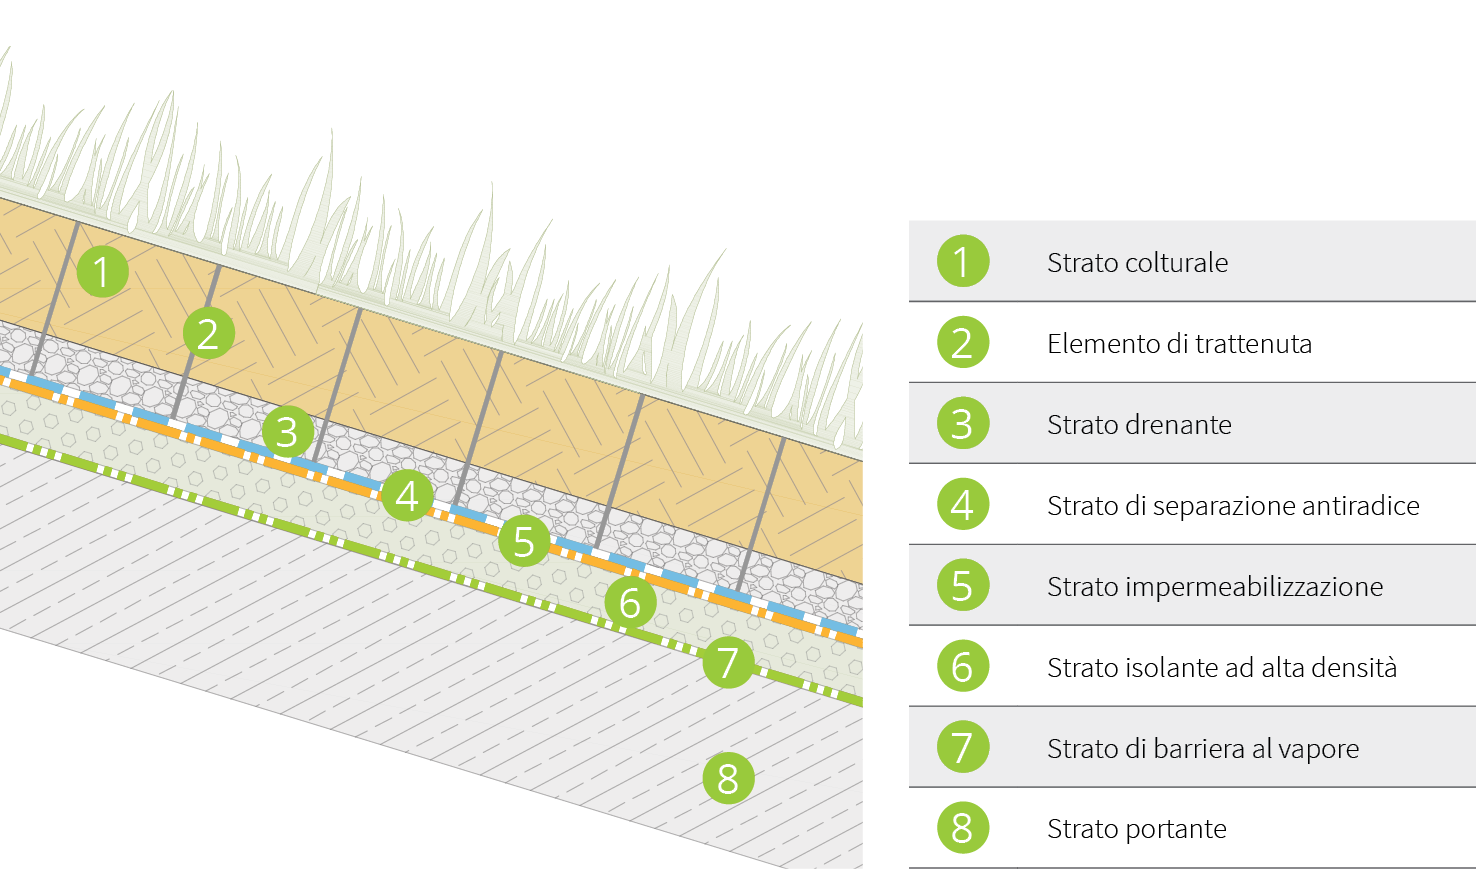 1
2
3
4
5
6
7
8
1 Strato colturale
2 Elemento di trattenuta
3 Strato drenante
4 Strato di separazione antiradice
5 Strato impermeabilizzazione
6 Strato isolante ad alta densità
7 Strato di barriera al vapore
8 Strato portante